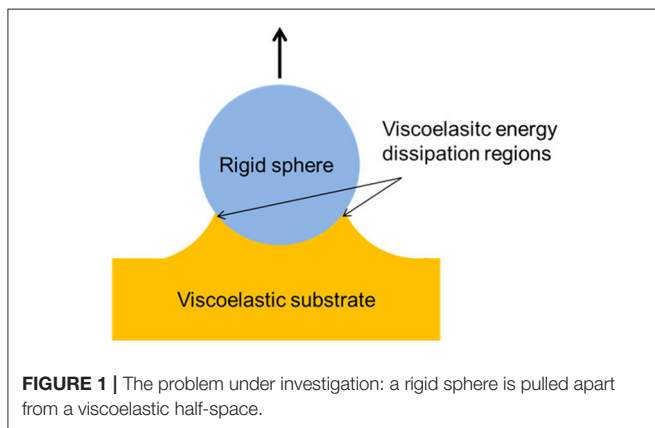 Viscoelasitc energy
dissipation regions
Rigid sphere
Viscoelastic substrate
FIGURE 1 | The problem under investigation: a rigid sphere is pulled apart
from a viscoelastic half-space.